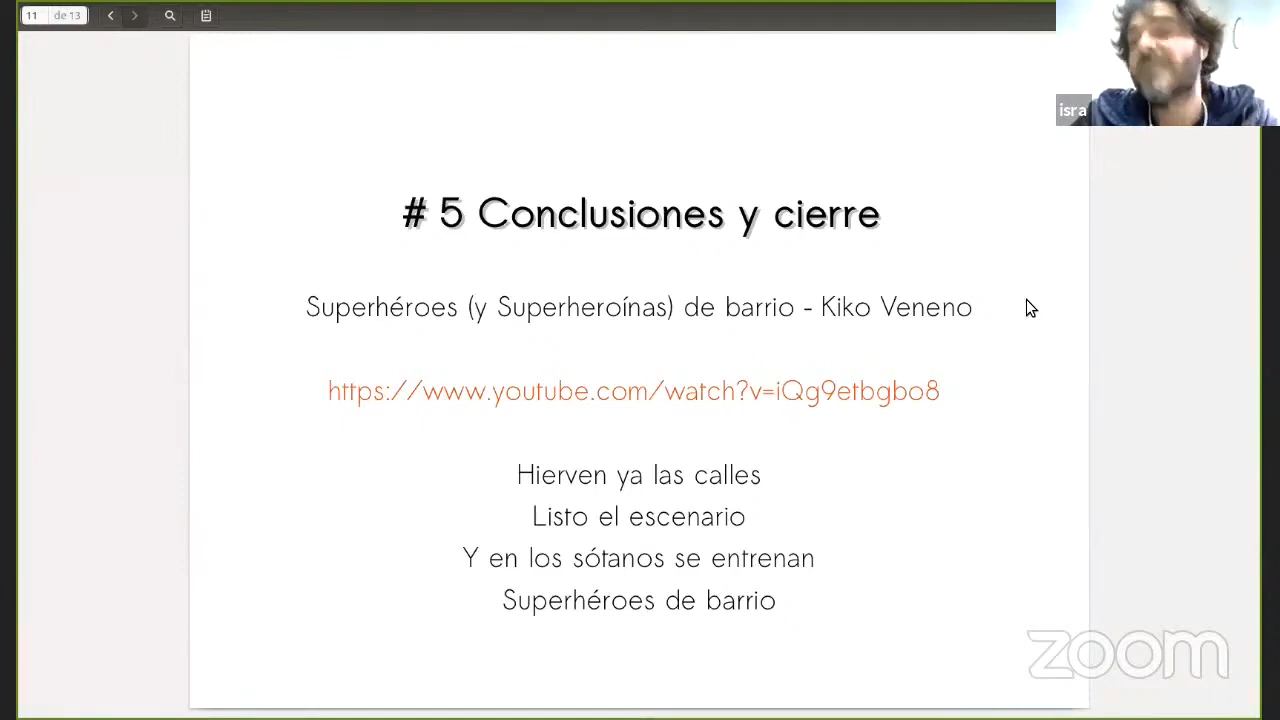 11 de 13
isra
# 5 Conclusiones y cierre
Superhéroes (y Superheroínas) de barrio - Kiko Veneno
https://www.youtube.com/watch?v=iQg9etbgbo8
Hierven ya las calles
Listo el escenario
Y en los sótanos se entrenan
Superhéroes de barrio
zoom